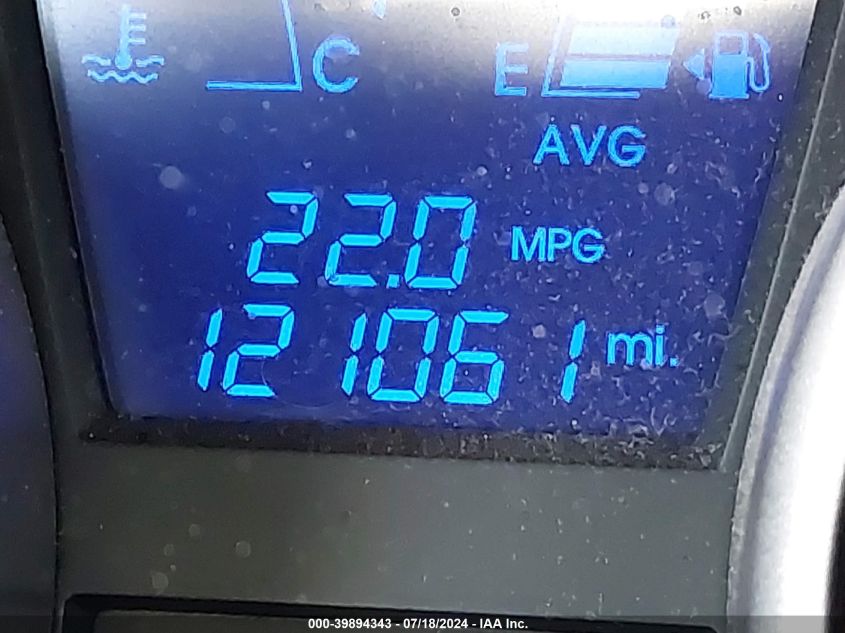 C E
AVG
22.0 MPG
121061 mi.
000-39894343 - 07/18/2024 - IAA Inc.